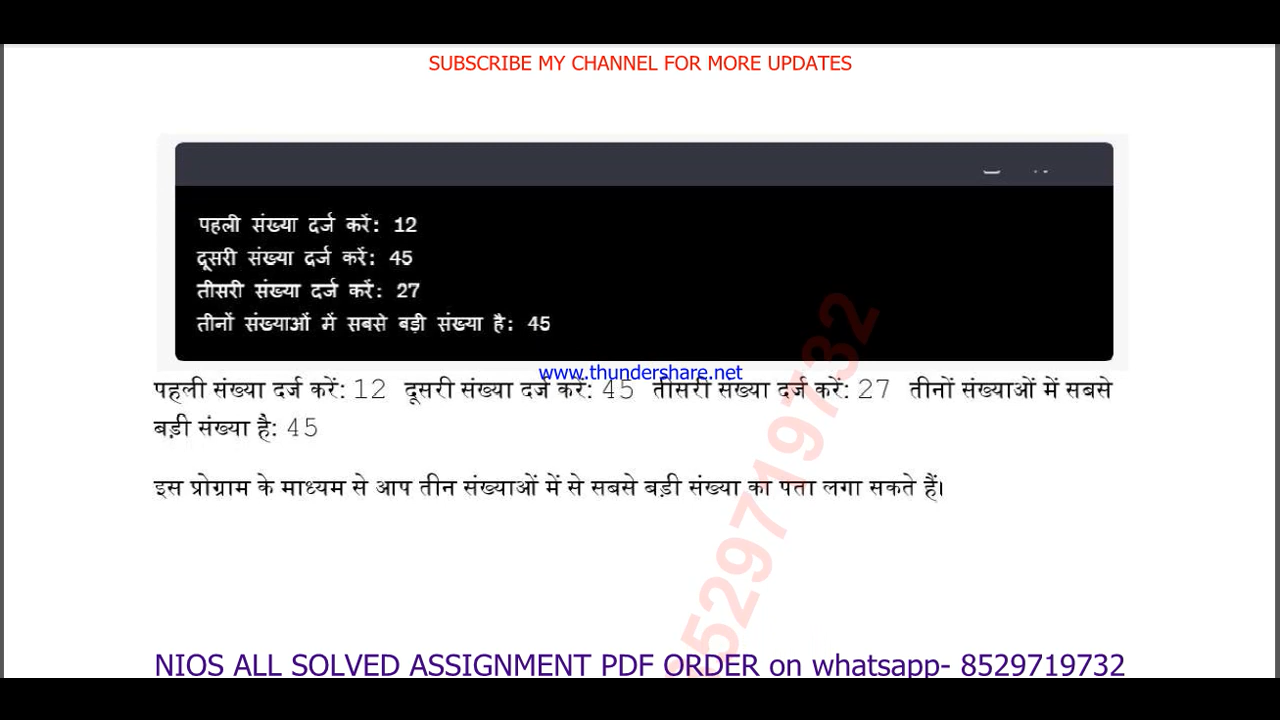 SUBSCRIBE MY CHANNEL FOR MORE UPDATES
पहली संख्या दर्ज करें: 12
दूसरी संख्या दर्ज करें: 45
तीसरी संख्या दर्ज करें: 27
तीनों संख्याओं में सबसे बड़ी संख्या है: 45
www.thundershare.net
पहली संख्या दर्ज करें: 12 दूसरी संख्या दर्ज करें: 45 तीसरी संख्या दर्ज करें: 27 तीनों संख्याओं में सबसे
बड़ी संख्या है: 45
इस प्रोग्राम के माध्यम से आप तीन संख्याओं में से सबसे बड़ी संख्या का पता लगा सकते हैं।
8529719732
NIOS ALL SOLVED ASSIGNMENT PDF ORDER on whatsapp- 8529719732